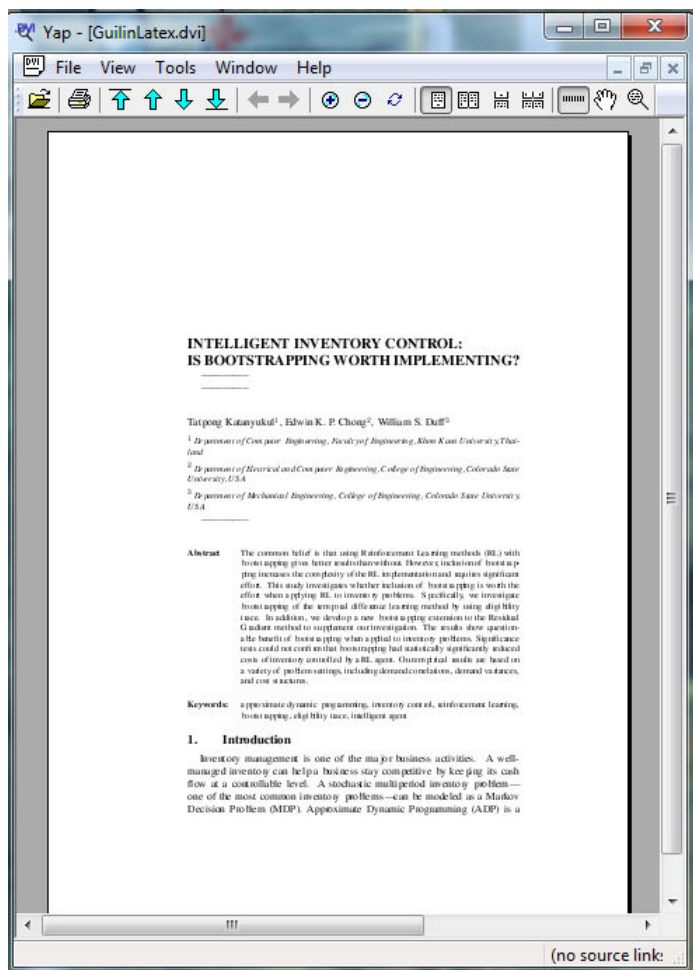 Yap - [GuilinLatex.dvi]
File View Tools Window Help
INTELLIGENT INVENTORY CONTROL:
IS BOOTSTRAPPING WORTH IMPLEMENTING?
Tatpong Katanyukul1, Edwin K. P. Chong2, William S. Duff3
1 Department of Computer Engineering, Faculty of Engineering, Khon Kaen University, Thai-
land
2 Department of Electrical and Computer Engineering, College of Engineering, Colorado State
University, USA
3 Department of Mechanical Engineering, College of Engineering, Colorado State University,
USA
Abstract The common belief is that using Reinforcement Learning methods (RL) with
bootstrapping gives better results than without. However, inclusion of bootstrap-
ping increases the complexity of the RL implementation and requires significant
effort. This study investigates whether inclusion of bootstrapping is worth the
effort when applying RL to inventory problems. Specifically, we investigate
bootstrapping of the temporal difference learning method by using eligibility
trace. In addition, we develop a new bootstrapping extension to the Residual
Gradient method to supplement our investigation. The results show question-
able benefit of bootstrapping when applied to inventory problems. Significance
tests could not confirm that bootstrapping had statistically significantly reduced
costs of inventory controlled by a RL agent. Our empirical results are based on
a variety of problem settings, including demand correlations, demand variances,
and cost structures.
Keywords: approximate dynamic programming, inventory control, reinforcement learning,
bootstrapping, eligibility trace, intelligent agent
1. Introduction
Inventory management is one of the major business activities. A well-
managed inventory can help a business stay competitive by keeping its cash
flow at a controllable level. A stochastic multiperiod inventory problem—
one of the most common inventory problems—can be modeled as a Markov
Decision Problem (MDP). Approximate Dynamic Programming (ADP) is a
(no source link: